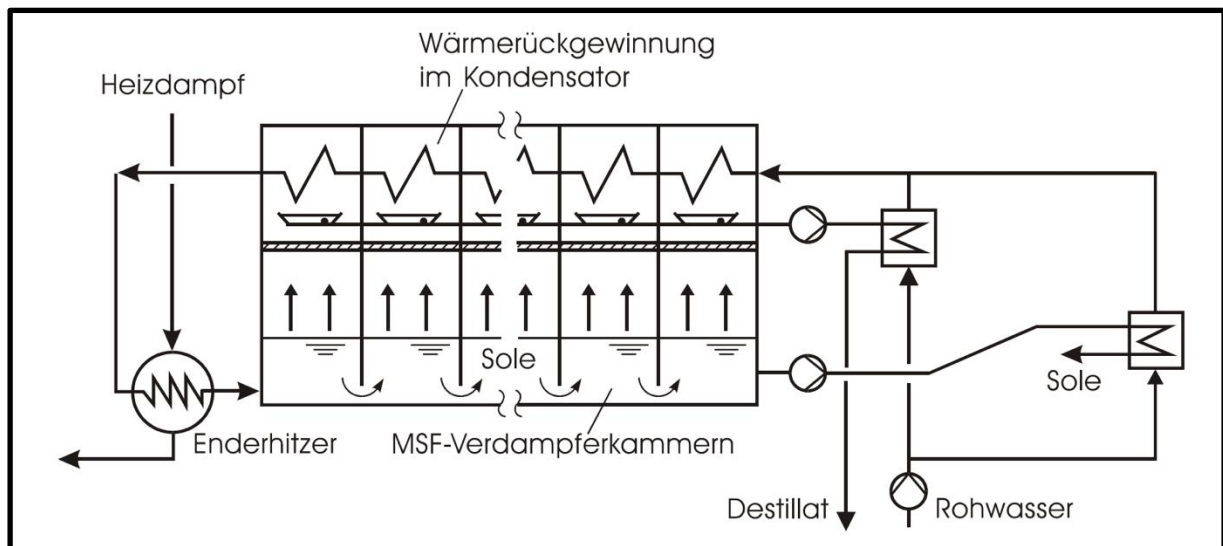 Wärmerückgewinnung
im Kondensator
Heizdampf
Sole
Sole
Enderhitzer
MSF-Verdampferkammern
Destillat
Rohwasser